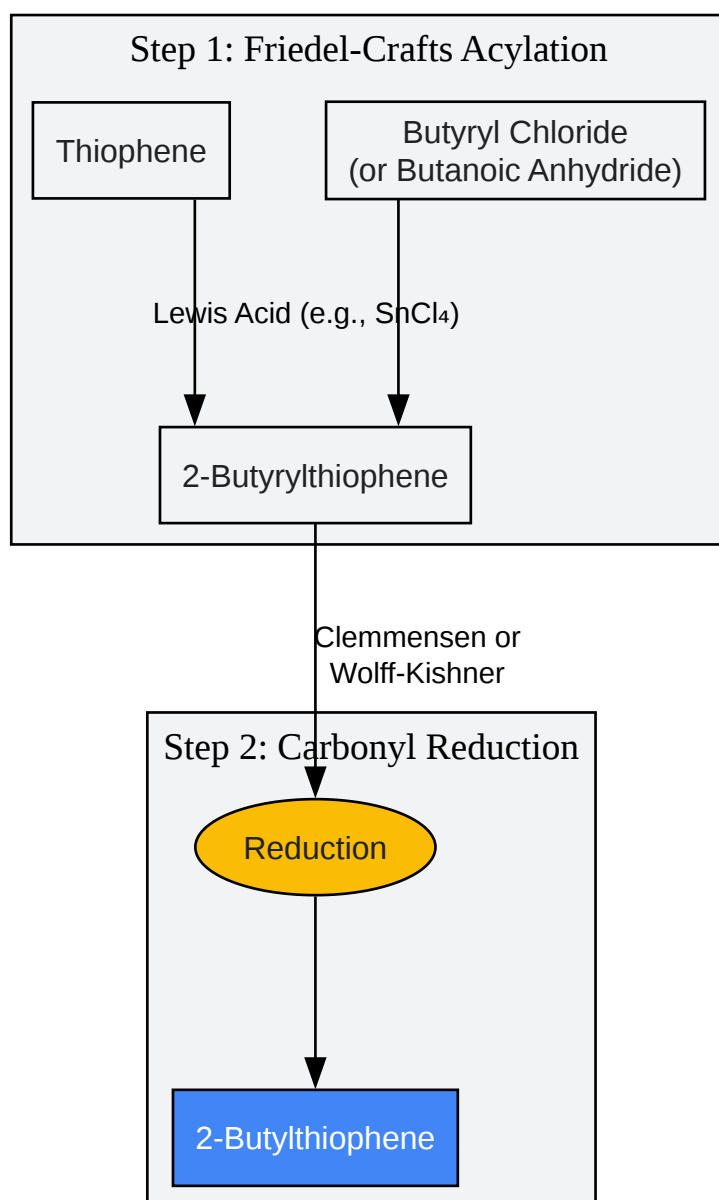 Step 1: Friedel-Crafts Acylation
Thiophene
Butyryl Chloride
(or Butanoic Anhydride)
Lewis Acid (e.g., SnCl₄)
2-Butyrylthiophene
Clemmensen or
Wolff-Kishner
Step 2: Carbonyl Reduction
Reduction
2-Butylthiophene